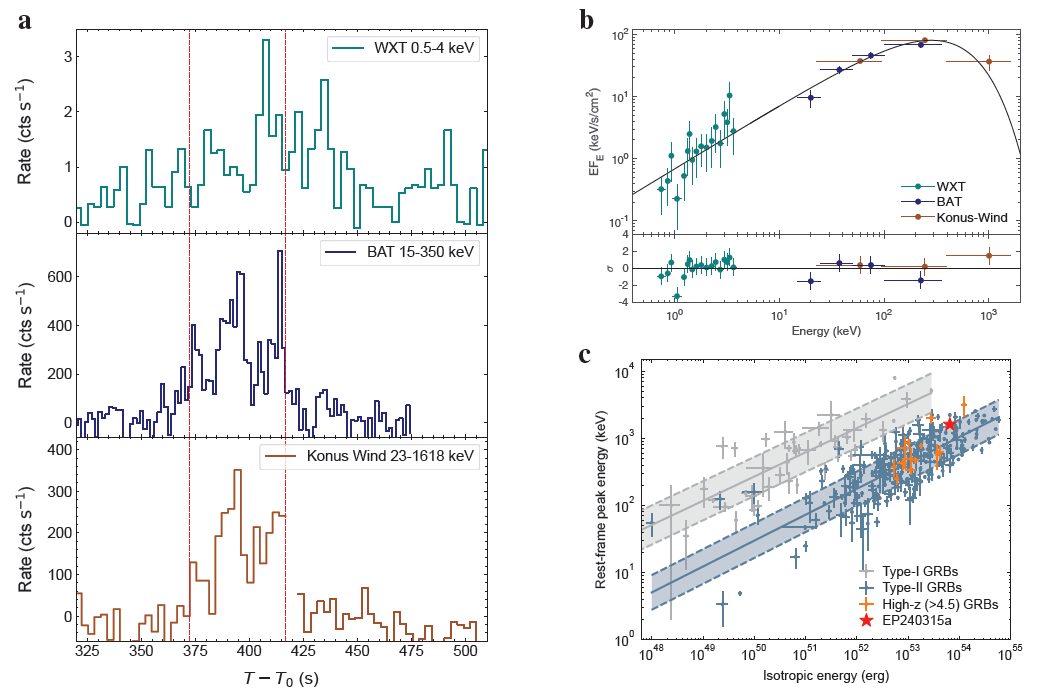 a
WXT 0.5-4 keV
Rate (cts s⁻¹)
3
2
1
0
BAT 15-350 keV
Rate (cts s⁻¹)
600
400
200
0
Konus Wind 23-1618 keV
Rate (cts s⁻¹)
400
300
200
100
0
325 350 375 400 425 450 475 500
T − T₀ (s)
b
EF_E (keV/s/cm²)
10²
10¹
10⁰
10⁻¹
WXT
BAT
Konus-Wind
σ
4
2
0
-2
-4
10⁰ 10¹ 10² 10³
Energy (keV)
c
Rest-frame peak energy (keV)
10⁴
10³
10²
10¹
10⁰
Type-I GRBs
Type-II GRBs
High-z (>4.5) GRBs
EP240315a
10⁴⁸ 10⁴⁹ 10⁵⁰ 10⁵¹ 10⁵² 10⁵³ 10⁵⁴ 10⁵⁵
Isotropic energy (erg)